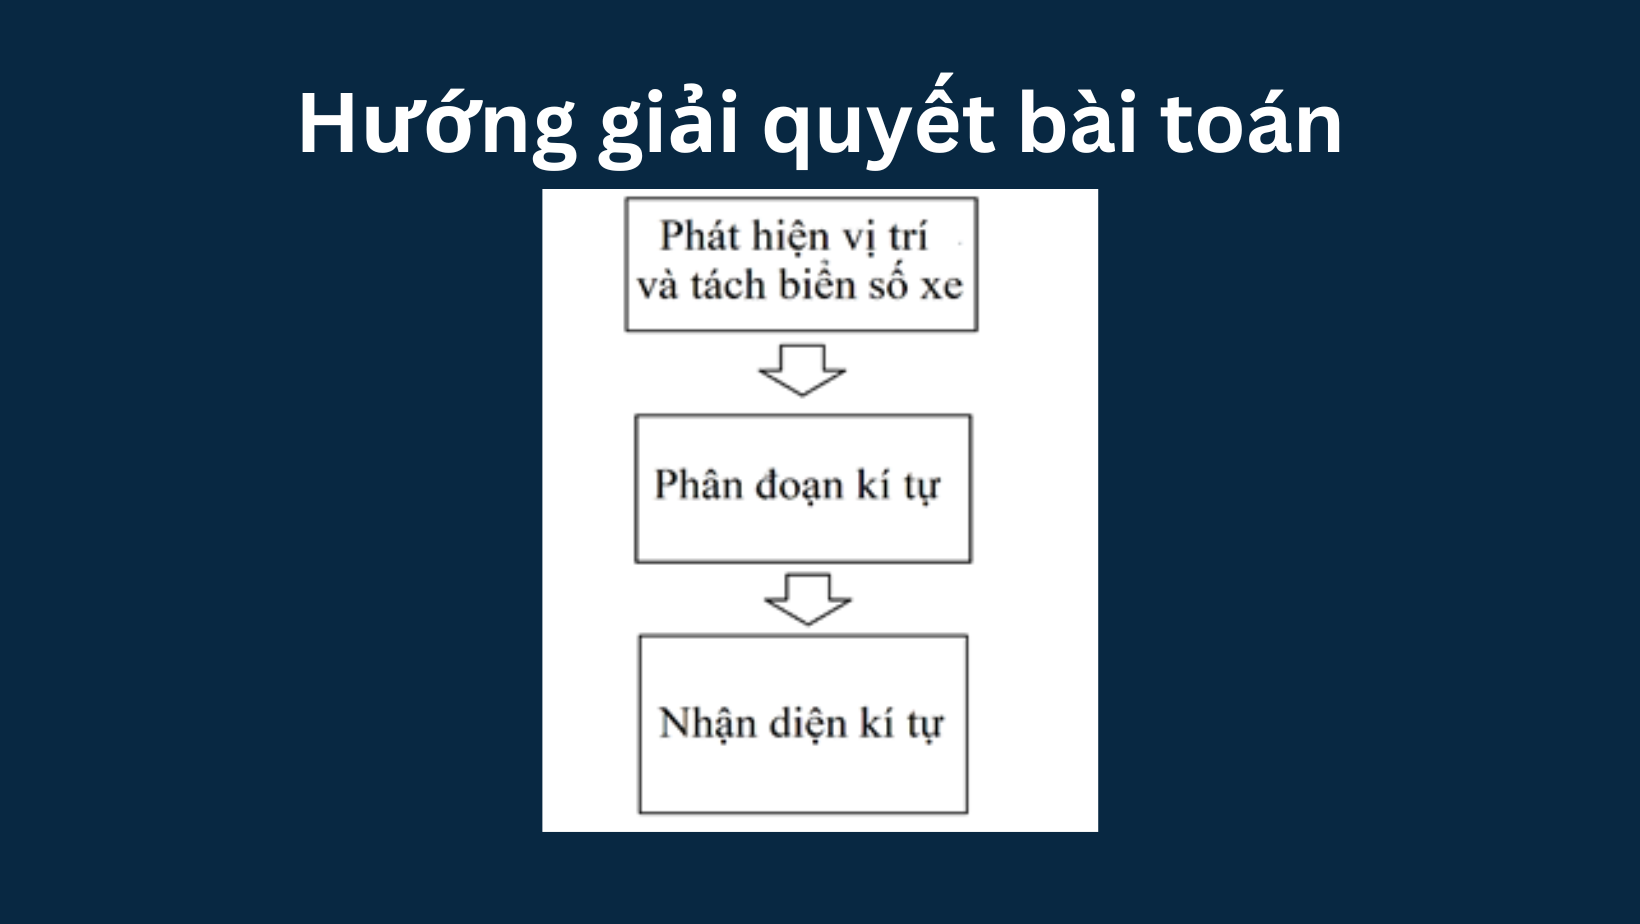 Hướng giải quyết bài toán
Phát hiện vị trí
và tách biển số xe
Phân đoạn kí tự
Nhận diện kí tự